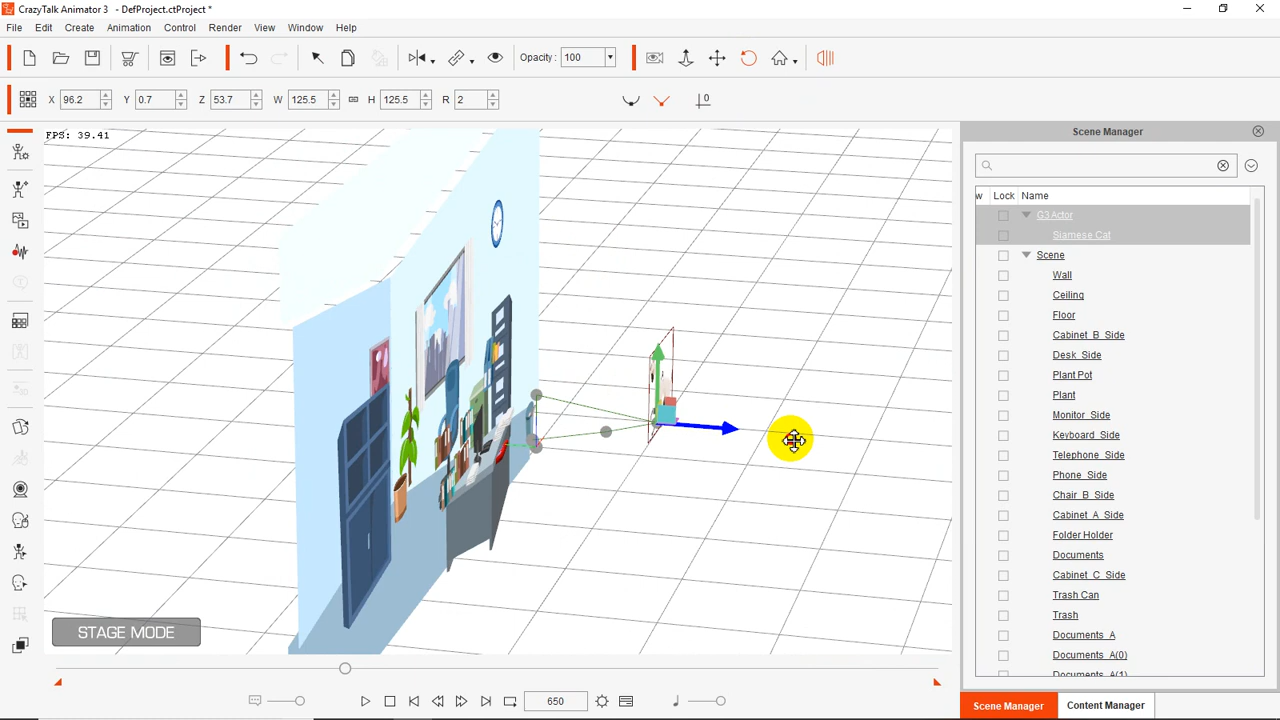 CrazyTalk Animator 3 - DefProject.ctProject *
File Edit Create Animation Control Render View Window Help
Opacity : 100
X 96.2 Y 0.7 Z 53.7 W 125.5 H 125.5 R 2 0
FPS: 39.41
Scene Manager
w Lock Name
G3 Actor
Siamese Cat
Scene
Wall
Ceiling
Floor
Cabinet_B_Side
Desk_Side
Plant Pot
Plant
Monitor_Side
Keyboard_Side
Telephone_Side
Phone_Side
Chair_B_Side
Cabinet_A_Side
Folder Holder
Documents
Cabinet_C_Side
Trash Can
Trash
Documents_A
Documents_A(0)
Documents_A(1)
STAGE MODE
650
Scene Manager Content Manager